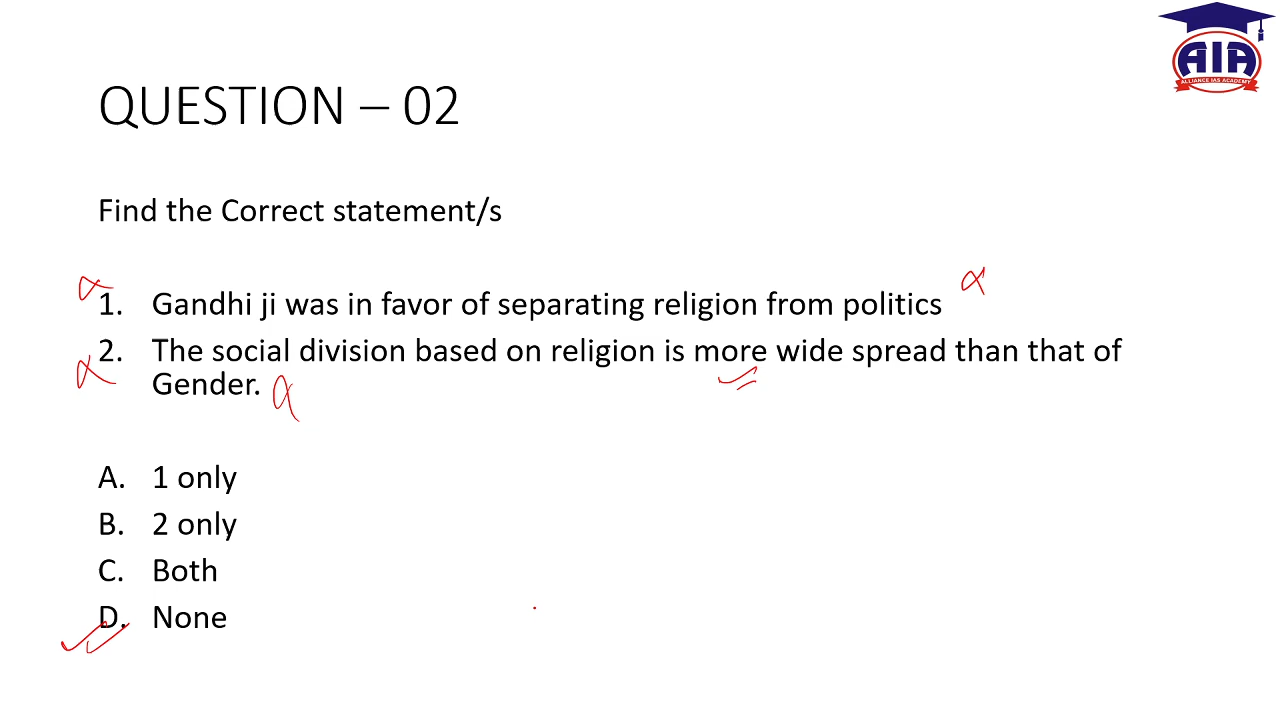 AIA
ALLIANCE IAS ACADEMY
QUESTION – 02
Find the Correct statement/s
1. Gandhi ji was in favor of separating religion from politics
2. The social division based on religion is more wide spread than that of
Gender.
A. 1 only
B. 2 only
C. Both
D. None